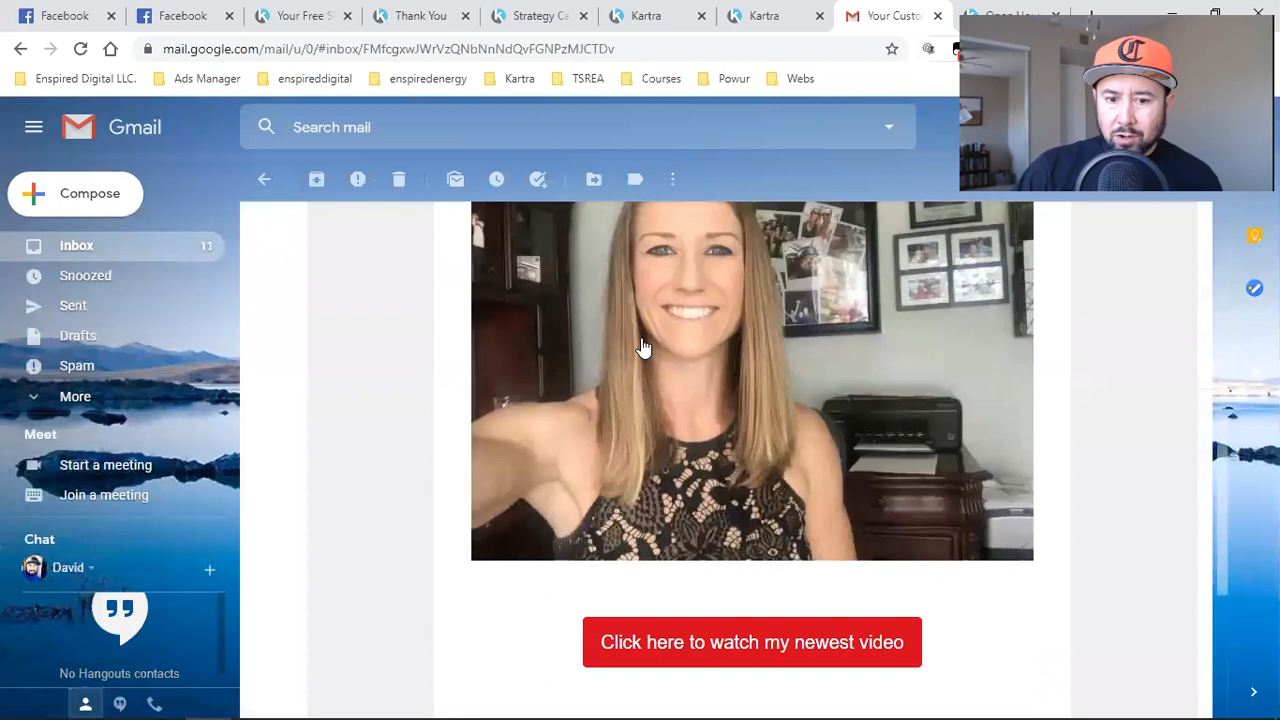 Facebook
Facebook
Your Free S
Thank You
Strategy Ca
Kartra
Kartra
Your Custo
mail.google.com/mail/u/0/#inbox/FMfcgxwJWrVzQNbNnNdQvFGNPzMJCTDv
Enspired Digital LLC.
Ads Manager
enspireddigital
empiredenergy
Kartra
TSREA
Courses
Powur
Webs
Gmail
Search mail
Compose
Inbox
Snoozed
Sent
Drafts
Spam
More
Meet
Start a meeting
Join a meeting
Chat
David
No Hangouts contacts
Click here to watch my newest video